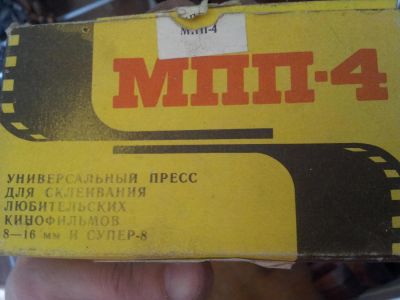 МПП-4
МПП-4
УНИВЕРСАЛЬНЫЙ ПРЕСС
ДЛЯ СКЛЕИВАНИЯ
ЛЮБИТЕЛЬСКИХ
КИНОФИЛЬМОВ
8—16 мм И СУПЕР-8